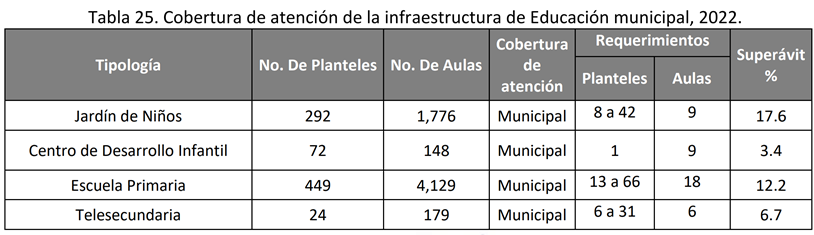 Tabla 25. Cobertura de atención de la infraestructura de Educación municipal, 2022.
Tipología No. De Planteles No. De Aulas Cobertura de atención Requerimientos Superávit %
Planteles Aulas
Jardín de Niños 292 1,776 Municipal 8 a 42 9 17.6
Centro de Desarrollo Infantil 72 148 Municipal 1 9 3.4
Escuela Primaria 449 4,129 Municipal 13 a 66 18 12.2
Telesecundaria 24 179 Municipal 6 a 31 6 6.7